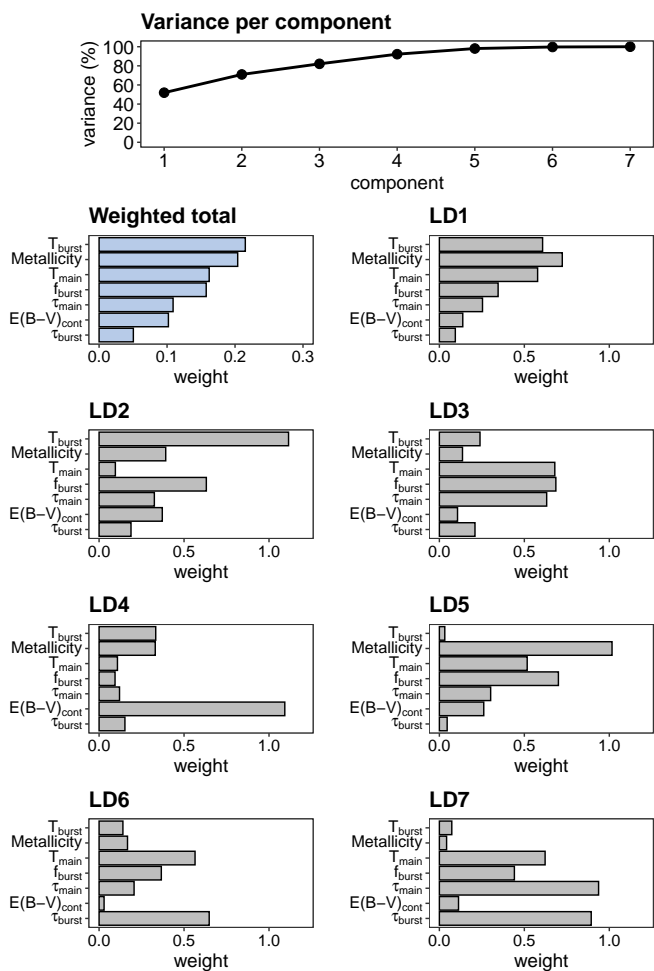 Variance per component
variance (%)
100
80
60
40
20
0
1 2 3 4 5 6 7
component
Weighted total
T_burst
Metallicity
T_main
f_burst
τ_main
E(B−V)_cont
τ_burst
0.0 0.1 0.2 0.3
weight
LD1
T_burst
Metallicity
T_main
f_burst
τ_main
E(B−V)_cont
τ_burst
0.0 0.5 1.0
weight
LD2
T_burst
Metallicity
T_main
f_burst
τ_main
E(B−V)_cont
τ_burst
0.0 0.5 1.0
weight
LD3
T_burst
Metallicity
T_main
f_burst
τ_main
E(B−V)_cont
τ_burst
0.0 0.5 1.0
weight
LD4
T_burst
Metallicity
T_main
f_burst
τ_main
E(B−V)_cont
τ_burst
0.0 0.5 1.0
weight
LD5
T_burst
Metallicity
T_main
f_burst
τ_main
E(B−V)_cont
τ_burst
0.0 0.5 1.0
weight
LD6
T_burst
Metallicity
T_main
f_burst
τ_main
E(B−V)_cont
τ_burst
0.0 0.5 1.0
weight
LD7
T_burst
Metallicity
T_main
f_burst
τ_main
E(B−V)_cont
τ_burst
0.0 0.5 1.0
weight